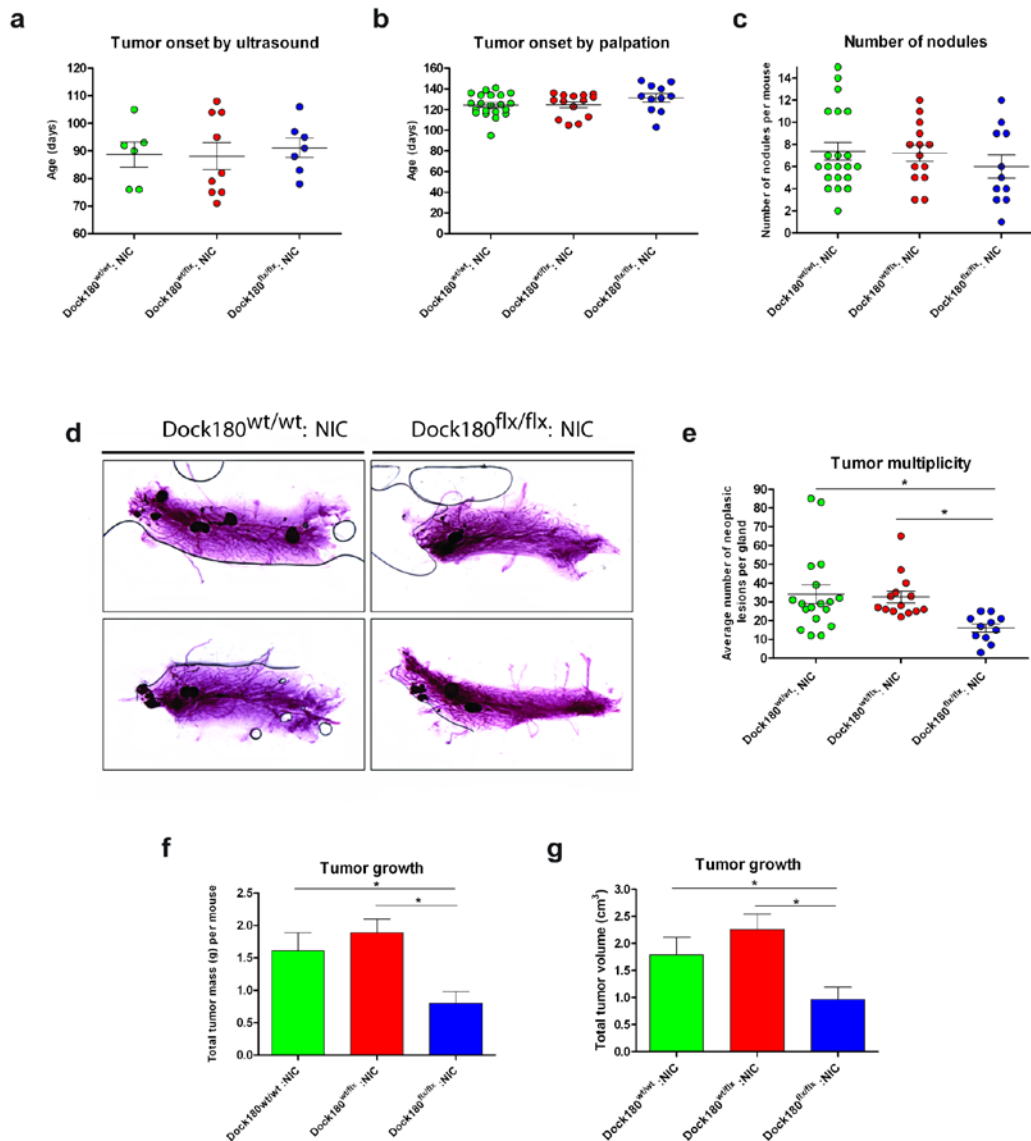 a
Tumor onset by ultrasound
Age (days)
120
110
100
90
80
70
60
Dock180wt/wt: NIC
Dock180wt/flx: NIC
Dock180flx/flx: NIC
b
Tumor onset by palpation
Age (days)
160
140
120
100
80
60
40
20
0
Dock180wt/wt: NIC
Dock180wt/flx: NIC
Dock180flx/flx: NIC
c
Number of nodules
Number of nodules per mouse
14
12
10
8
6
4
2
0
Dock180wt/wt: NIC
Dock180wt/flx: NIC
Dock180flx/flx: NIC
d
Dock180wt/wt: NIC
Dock180flx/flx: NIC
e
Tumor multiplicity
Average number of neoplasic
lesions per gland
90
80
70
60
50
40
30
20
10
0
*
*
Dock180wt/wt: NIC
Dock180wt/flx: NIC
Dock180flx/flx: NIC
f
Tumor growth
Total tumor mass (g) per mouse
2.5
2.0
1.5
1.0
0.5
0.0
*
*
Dock180wt/wt :NIC
Dock180wt/flx :NIC
Dock180flx/flx :NIC
g
Tumor growth
Total tumor volume (cm3)
3.0
2.5
2.0
1.5
1.0
0.5
0.0
*
*
Dock180wt/wt :NIC
Dock180wt/flx :NIC
Dock180flx/flx :NIC